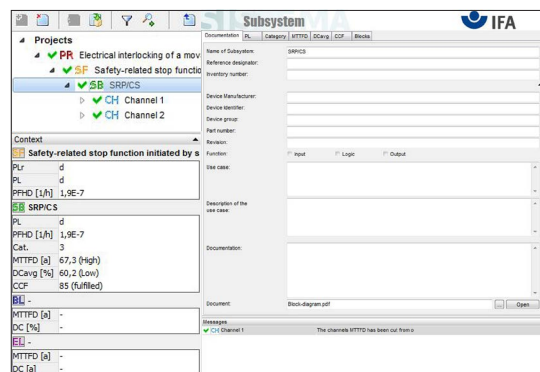 Subsystem
IFA
Projects
PR Electrical interlocking of a mov
SF Safety-related stop functio
SB SRP/CS
CH Channel 1
CH Channel 2
Context
SF Safety-related stop function initiated by s
PLr d
PL d
PFHD [1/h] 1,9E-7
SB SRP/CS
PL d
PFHD [1/h] 1,9E-7
Cat. 3
MTTFD [a] 67,3 (High)
DCavg [%] 60,2 (Low)
CCF 85 (fulfilled)
BL -
MTTFD [a] -
DC [%] -
EL -
MTTFD [a] -
DC [a] -
Documentation PL Category MTTFD DCavg CCF Blocks
Name of Subsystem: SRP/CS
Reference designator:
Inventory number:
Device Manufacturer:
Device identifier:
Device group:
Part number:
Revision:
Function: Input Logic Output
Use case:
Description of the
use case:
Documentation:
Document: Block-diagram.pdf ... Open
Messages
CH Channel 1 The channels MTTFD has been cut from o